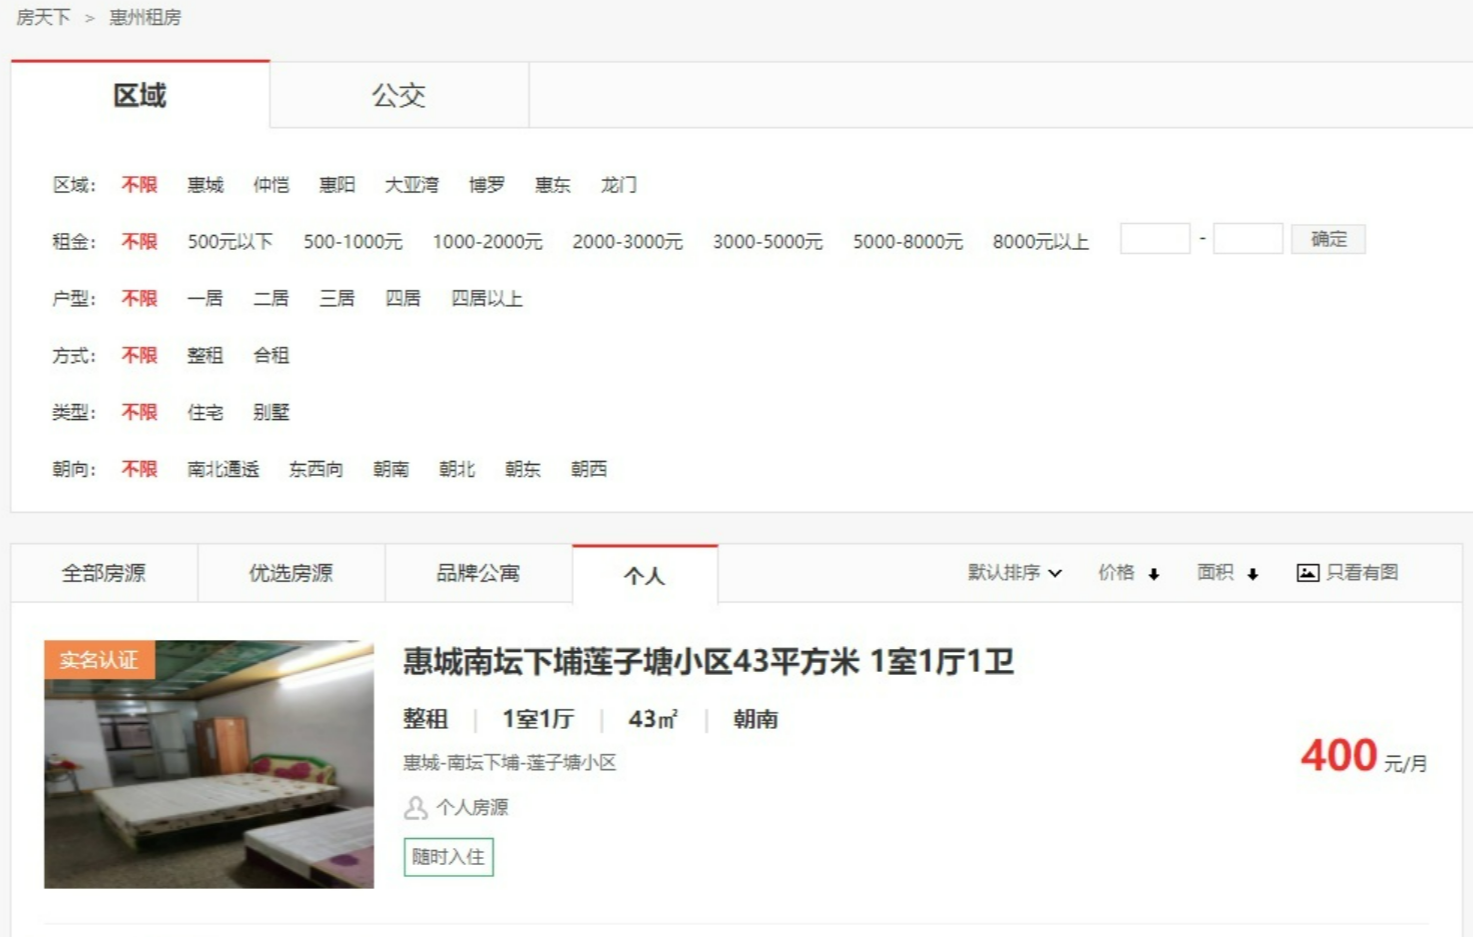 房天下 > 惠州租房
区域 公交
区域: 不限 惠城 仲恺 惠阳 大亚湾 博罗 惠东 龙门
租金: 不限 500元以下 500-1000元 1000-2000元 2000-3000元 3000-5000元 5000-8000元 8000元以上 - 确定
户型: 不限 一居 二居 三居 四居 四居以上
方式: 不限 整租 合租
类型: 不限 住宅 别墅
朝向: 不限 南北通透 东西向 朝南 朝北 朝东 朝西
全部房源 优选房源 品牌公寓 个人 默认排序 价格 面积 只看有图
实名认证
惠城南坛下埔莲子塘小区43平方米 1室1厅1卫
整租 | 1室1厅 | 43㎡ | 朝南
惠城-南坛下埔-莲子塘小区
400 元/月
个人房源
随时入住